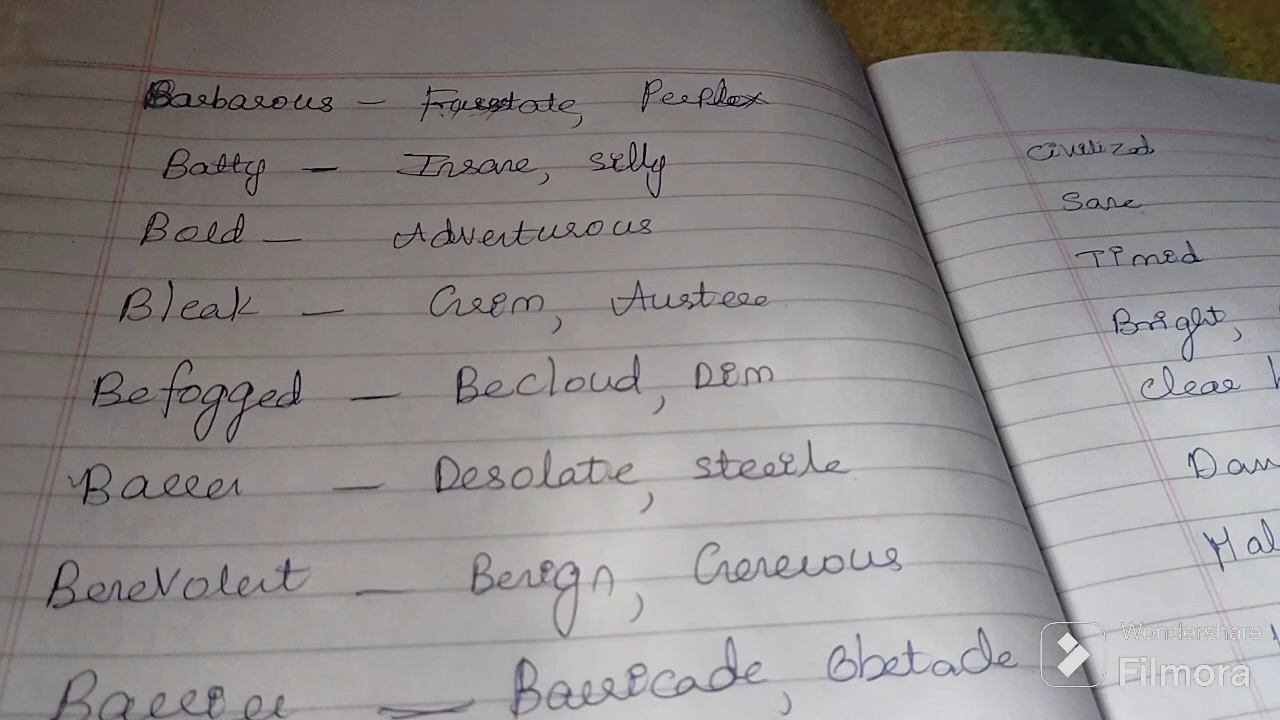 Barbarous – Frustate, Perplex
Batty – Insane, silly
Bold – Adventurous
Bleak – Grim, Austere
Befogged – Becloud, Dim
Barren – Desolate, sterile
Benevolent – Benign, Generous
Barrier – Barricade, Obstacle
Civilized
Sane
Timid
Bright,
Clear
Wondershare
Filmora